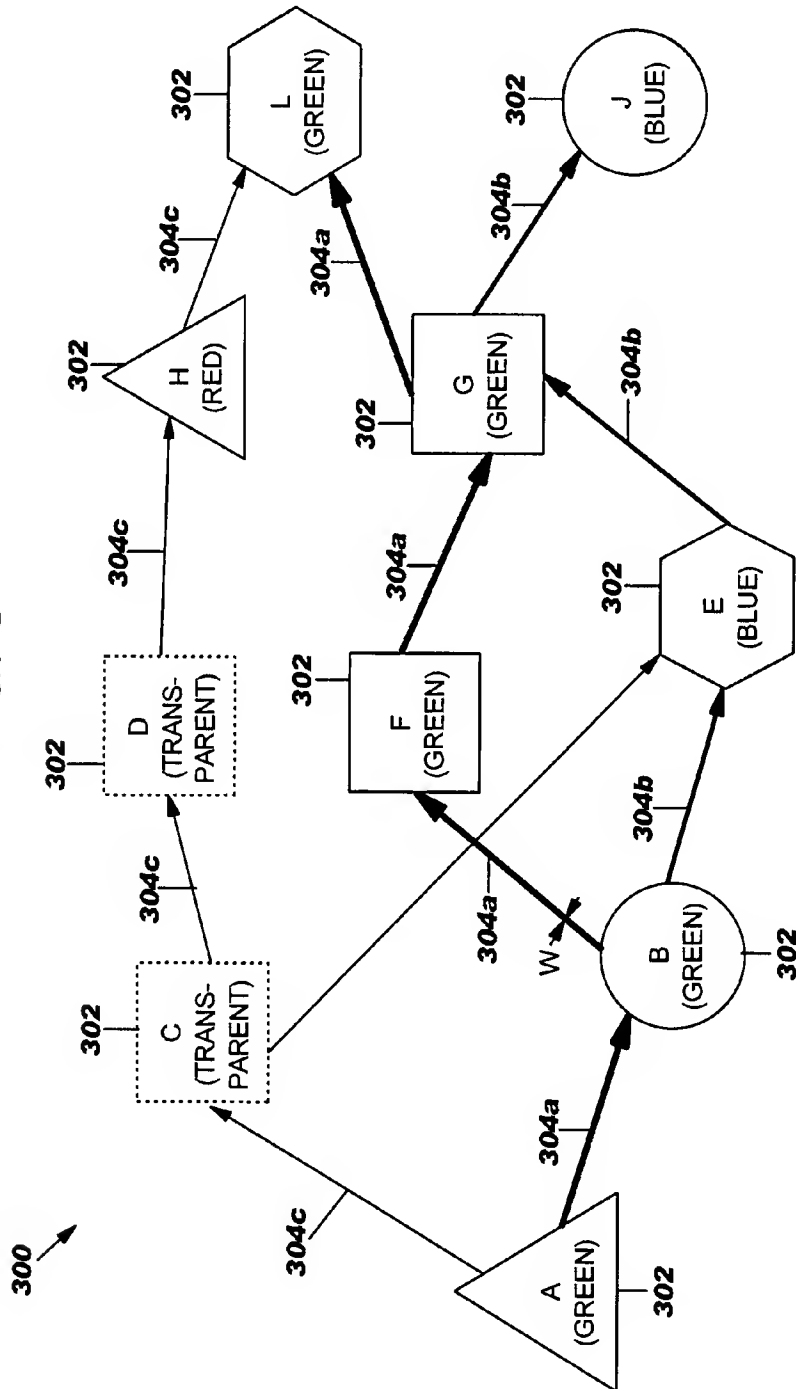 300
302
C
(TRANS-
PARENT)
304c
302
D
(TRANS-
PARENT)
304c
302
H
(RED)
304c
302
L
(GREEN)
304c
A
(GREEN)
302
304a
W
304a
302
F
(GREEN)
304a
302
G
(GREEN)
304a
B
(GREEN)
302
304b
302
E
(BLUE)
304b
304b
302
J
(BLUE)